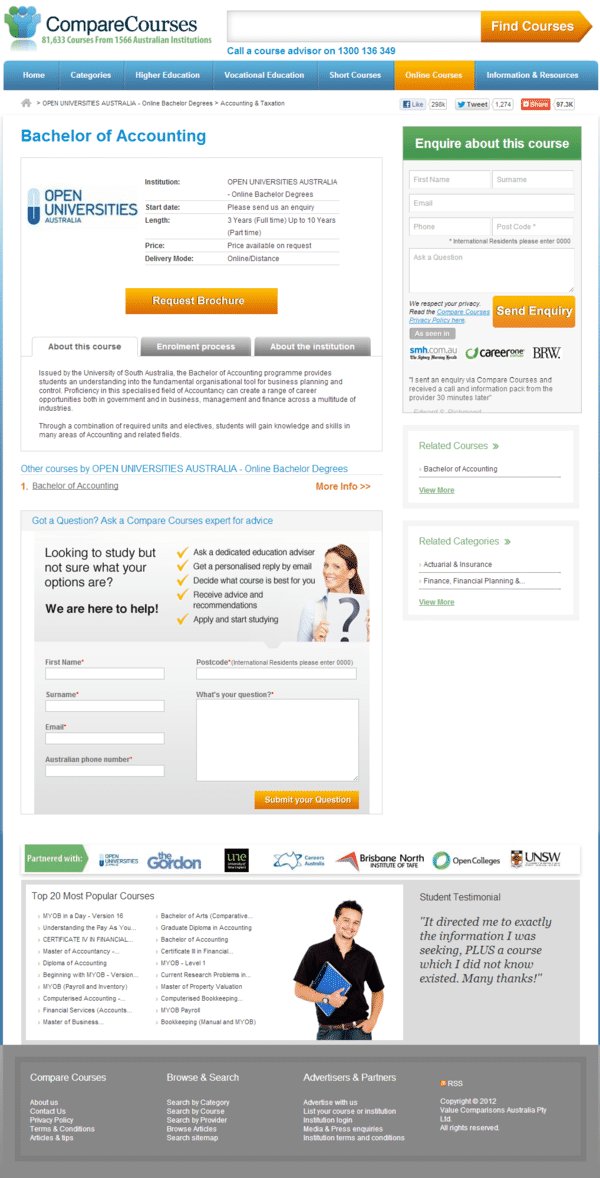 CompareCourses
81,633 Courses From 1566 Australian Institutions
Find Courses
Call a course advisor on 1300 136 349
Home
Categories
Higher Education
Vocational Education
Short Courses
Online Courses
Information & Resources
> OPEN UNIVERSITIES AUSTRALIA - Online Bachelor Degrees > Accounting & Taxation
Like 298k
Tweet 1,274
Share 97.3K
Bachelor of Accounting
OPEN
UNIVERSITIES
AUSTRALIA
Institution: OPEN UNIVERSITIES AUSTRALIA
- Online Bachelor Degrees
Start date: Please send us an enquiry
Length: 3 Years (Full time) Up to 10 Years
(Part time)
Price: Price available on request
Delivery Mode: Online/Distance
Request Brochure
About this course
Enrolment process
About the institution
Issued by the University of South Australia, the Bachelor of Accounting programme provides
students an understanding into the fundamental organisational tool for business planning and
control. Proficiency in this specialised field of Accountancy can create a range of career
opportunities both in government and in business, management and finance across a multitude of
industries.
Through a combination of required units and electives, students will gain knowledge and skills in
many areas of Accounting and related fields.
Other courses by OPEN UNIVERSITIES AUSTRALIA - Online Bachelor Degrees
1. Bachelor of Accounting
More Info >>
Got a Question? Ask a Compare Courses expert for advice
Looking to study but
not sure what your
options are?
We are here to help!
Ask a dedicated education adviser
Get a personalised reply by email
Decide what course is best for you
Receive advice and
recommendations
Apply and start studying
?
First Name*
Surname*
Email*
Australian phone number*
Postcode*(International Residents please enter 0000)
What's your question?*
Submit your Question
Enquire about this course
First Name
Surname
Email
Phone
Post Code *
* International Residents please enter 0000
Ask a Question
We respect your privacy.
Read the Compare Courses
Privacy Policy here.
Send Enquiry
As seen in
smh.com.au
The Sydney Morning Herald
careerone
BRW.
"I sent an enquiry via Compare Courses and
received a call and information pack from the
provider 30 minutes later"
Edward S, Richmond
Related Courses
Bachelor of Accounting
View More
Related Categories
Actuarial & Insurance
Finance, Financial Planning &...
View More
Partnered with:
OPEN
UNIVERSITIES
AUSTRALIA
the Gordon
une
University of
New England
Careers
Australia
Brisbane North
INSTITUTE OF TAFE
OpenColleges
UNSW
Top 20 Most Popular Courses
MYOB in a Day - Version 16
Understanding the Pay As You...
CERTIFICATE IV IN FINANCIAL...
Master of Accountancy -...
Diploma of Accounting
Beginning with MYOB - Version...
MYOB (Payroll and Inventory)
Computerised Accounting -...
Financial Services (Accounts...
Master of Business...
Bachelor of Arts (Comparative...
Graduate Diploma in Accounting
Bachelor of Accounting
Certificate II in Financial...
MYOB - Level 1
Current Research Problems in...
Master of Property Valuation
Computerised Bookkeeping...
MYOB Payroll
Bookkeeping (Manual and MYOB)
Student Testimonial
"It directed me to exactly
the information I was
seeking, PLUS a course
which I did not know
existed. Many thanks!"
Compare Courses
About us
Contact Us
Privacy Policy
Terms & Conditions
Articles & tips
Browse & Search
Search by Category
Search by Course
Search by Provider
Browse Articles
Search sitemap
Advertisers & Partners
Advertise with us
List your course or institution
Institution login
Media & Press enquiries
Institution terms and conditions
RSS
Copyright © 2012
Value Comparisons Australia Pty
Ltd.
All rights reserved.